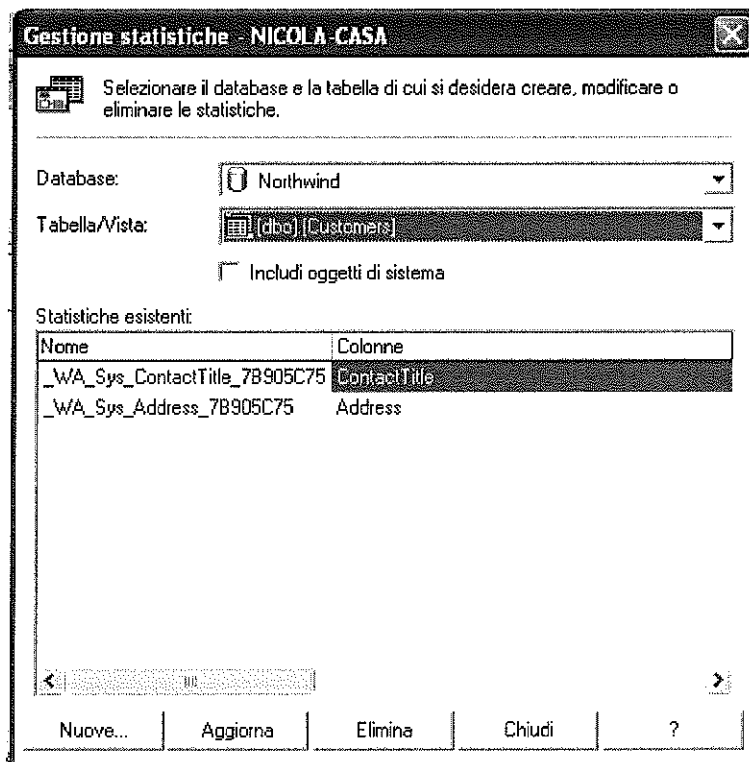 Gestione statistiche - NICOLA-CASA
Selezionare il database e la tabella di cui si desidera creare, modificare o
eliminare le statistiche.
Database: Northwind
Tabella/Vista: [dbo].[Customers]
Includi oggetti di sistema
Statistiche esistenti:
Nome Colonne
_WA_Sys_ContactTitle_7B905C75 ContactTitle
_WA_Sys_Address_7B905C75 Address
Nuove... Aggiorna Elimina Chiudi ?